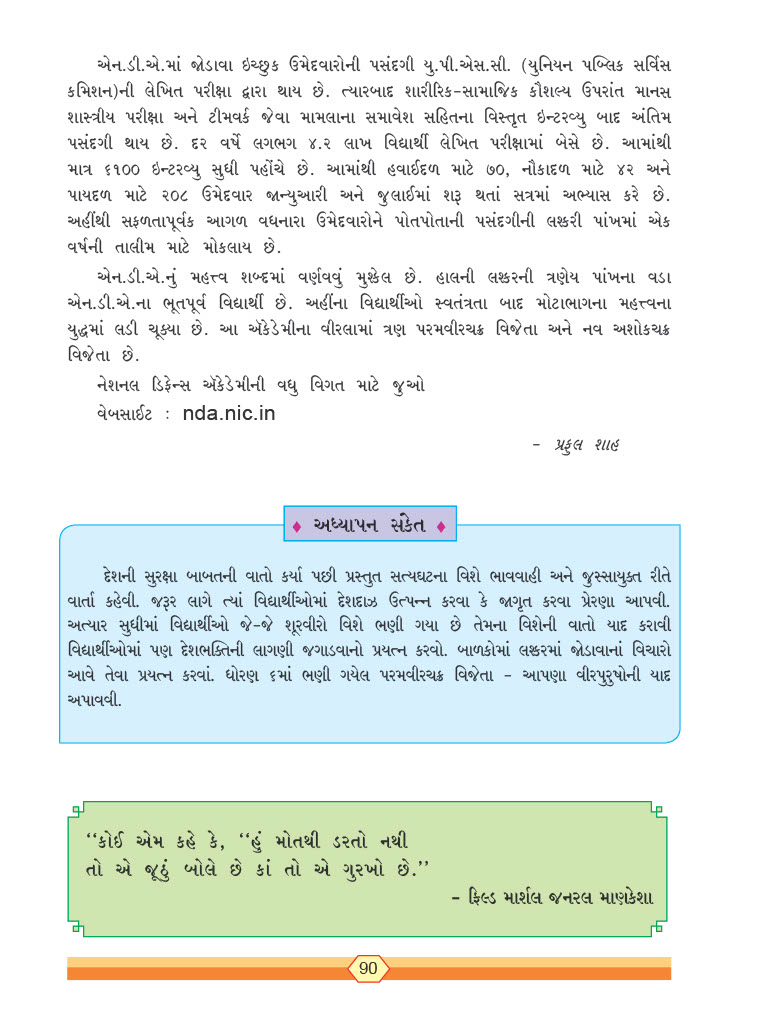 એન.ડી.એ.માં જોડાવા ઇચ્છુક ઉમેદવારોની પસંદગી યુ.પી.એસ.સી. (યુનિયન પબ્લિક સર્વિસ
કમિશન)ની લેખિત પરીક્ષા દ્વારા થાય છે. ત્યારબાદ શારીરિક-સામાજિક કૌશલ્ય ઉપરાંત માનસ
શાસ્ત્રીય પરીક્ષા અને ટીમવર્ક જેવા મામલાના સમાવેશ સહિતના વિસ્તૃત ઇન્ટરવ્યુ બાદ અંતિમ
પસંદગી થાય છે. દર વર્ષે લગભગ ૪.૨ લાખ વિદ્યાર્થી લેખિત પરીક્ષામાં બેસે છે. આમાંથી
માત્ર ૬૧૦૦ ઇન્ટરવ્યુ સુધી પહોંચે છે. આમાંથી હવાઈદળ માટે ૭૦, નૌકાદળ માટે ૪૨ અને
પાયદળ માટે ૨૦૮ ઉમેદવાર જાન્યુઆરી અને જુલાઈમાં શરૂ થતાં સત્રમાં અભ્યાસ કરે છે.
અહીંથી સફળતાપૂર્વક આગળ વધનારા ઉમેદવારોને પોતપોતાની પસંદગીની લશ્કરી પાંખમાં એક
વર્ષની તાલીમ માટે મોકલાય છે.
એન.ડી.એ.નું મહત્ત્વ શબ્દમાં વર્ણવવું મુશ્કેલ છે. હાલની લશ્કરની ત્રણેય પાંખના વડા
એન.ડી.એ.ના ભૂતપૂર્વ વિદ્યાર્થી છે. અહીંના વિદ્યાર્થીઓ સ્વતંત્રતા બાદ મોટાભાગના મહત્ત્વના
યુદ્ધમાં લડી ચૂક્યા છે. આ ઍકેડેમીના વીરલામાં ત્રણ પરમવીરચક્ર વિજેતા અને નવ અશોકચક્ર
વિજેતા છે.
નેશનલ ડિફેન્સ ઍકેડેમીની વધુ વિગત માટે જુઓ
વેબસાઈટ : nda.nic.in
- પ્રફુલ શાહ
♦ અધ્યાપન સંકેત ♦
દેશની સુરક્ષા બાબતની વાતો કર્યા પછી પ્રસ્તુત સત્યઘટના વિશે ભાવવાહી અને જુસ્સાયુક્ત રીતે
વાર્તા કહેવી. જરૂર લાગે ત્યાં વિદ્યાર્થીઓમાં દેશદાઝ ઉત્પન્ન કરવા કે જાગૃત કરવા પ્રેરણા આપવી.
અત્યાર સુધીમાં વિદ્યાર્થીઓ જે-જે શૂરવીરો વિશે ભણી ગયા છે તેમના વિશેની વાતો યાદ કરાવી
વિદ્યાર્થીઓમાં પણ દેશભક્તિની લાગણી જગાડવાનો પ્રયત્ન કરવો. બાળકોમાં લશ્કરમાં જોડાવાનાં વિચારો
આવે તેવા પ્રયત્ન કરવાં. ધોરણ ૬માં ભણી ગયેલ પરમવીરચક્ર વિજેતા - આપણા વીરપુરુષોની યાદ
અપાવવી.
‘‘કોઈ એમ કહે કે, ‘‘હું મોતથી ડરતો નથી
તો એ જૂઠું બોલે છે કાં તો એ ગુરખો છે.’’
- ફિલ્ડ માર્શલ જનરલ માણકેશા
90